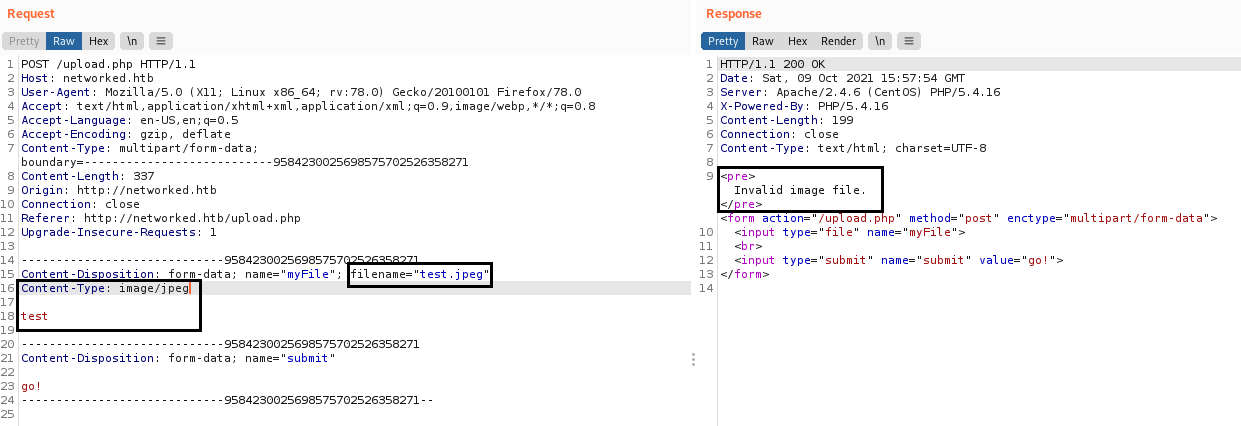 Request
Pretty Raw Hex \n
1 POST /upload.php HTTP/1.1
2 Host: networked.htb
3 User-Agent: Mozilla/5.0 (X11; Linux x86_64; rv:78.0) Gecko/20100101 Firefox/78.0
4 Accept: text/html,application/xhtml+xml,application/xml;q=0.9,image/webp,*/*;q=0.8
5 Accept-Language: en-US,en;q=0.5
6 Accept-Encoding: gzip, deflate
7 Content-Type: multipart/form-data;
boundary=---------------------------9584230025698575702526358271
8 Content-Length: 337
9 Origin: http://networked.htb
10 Connection: close
11 Referer: http://networked.htb/upload.php
12 Upgrade-Insecure-Requests: 1
13
14 -----------------------------9584230025698575702526358271
15 Content-Disposition: form-data; name="myFile"; filename="test.jpeg"
16 Content-Type: image/jpeg
17
18 test
19
20 -----------------------------9584230025698575702526358271
21 Content-Disposition: form-data; name="submit"
22
23 go!
24 -----------------------------9584230025698575702526358271--
25
Response
Pretty Raw Hex Render \n
1 HTTP/1.1 200 OK
2 Date: Sat, 09 Oct 2021 15:57:54 GMT
3 Server: Apache/2.4.6 (CentOS) PHP/5.4.16
4 X-Powered-By: PHP/5.4.16
5 Content-Length: 199
6 Connection: close
7 Content-Type: text/html; charset=UTF-8
8
9 <pre>
Invalid image file.
</pre>
<form action="/upload.php" method="post" enctype="multipart/form-data">
10 <input type="file" name="myFile">
11 <br>
12 <input type="submit" name="submit" value="go!">
13 </form>
14